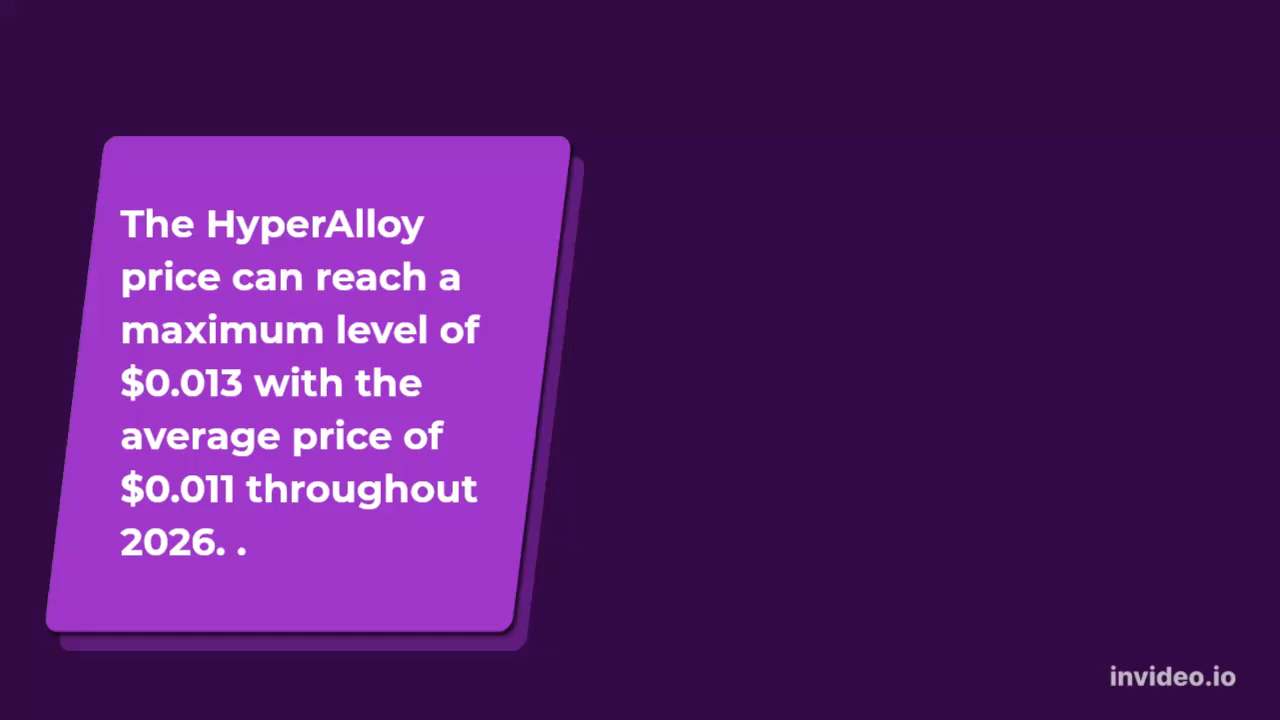 The HyperAlloy
price can reach a
maximum level of
$0.013 with the
average price of
$0.011 throughout
2026. .
invideo.io